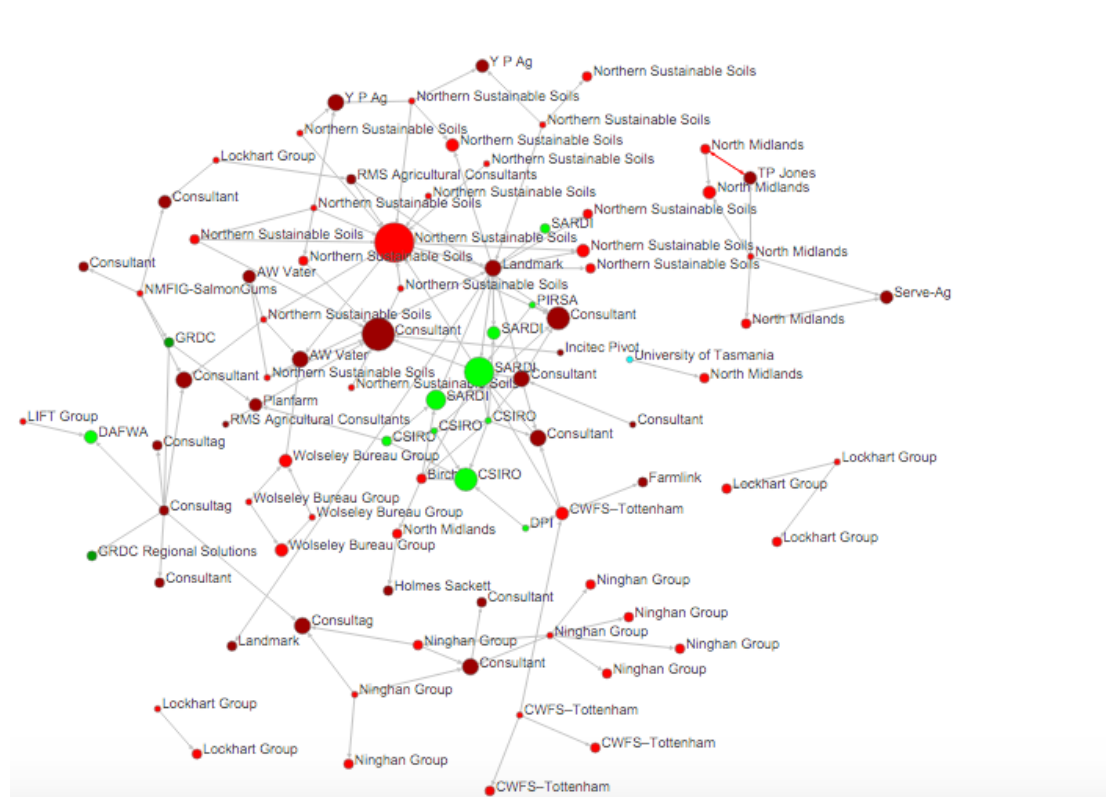 Y P Ag
Northern Sustainable Soils
Y P Ag
Northern Sustainable Soils
Northern Sustainable Soils
Northern Sustainable Soils
Northern Sustainable Soils
North Midlands
Lockhart Group
Northern Sustainable Soils
RMS Agricultural Consultants
TP Jones
North Midlands
Northern Sustainable Soils
Consultant
Northern Sustainable Soils
Northern Sustainable Soils
SARDI
Northern Sustainable Soils
Northern Sustainable Soils
Northern Sustainable Soils
North Midlands
Northern Sustainable Soils
Consultant
Landmark
Northern Sustainable Soils
AW Vater
NMFIG-SalmonGums
Northern Sustainable Soils
Serve-Ag
PIRSA
Northern Sustainable Soils
Consultant
North Midlands
Consultant
SARDI
GRDC
Incitec Pivot
AW Vater
University of Tasmania
SARDI
Consultant
Northern Sustainable Soils
Consultant
North Midlands
Northern Sustainable Soils
SARDI
Planfarm
LIFT Group
RMS Agricultural Consultants
CSIRO
Consultant
CSIRO
DAFWA
CSIRO
Consultant
Consultag
Wolseley Bureau Group
Lockhart Group
CSIRO
Farmlink
Lockhart Group
Wolseley Bureau Group
Consultag
Wolseley Bureau Group
CWFS–Tottenham
DPI
North Midlands
Lockhart Group
Wolseley Bureau Group
GRDC Regional Solutions
Consultant
Ninghan Group
Holmes Sackett
Consultant
Ninghan Group
Consultag
Ninghan Group
Landmark
Ninghan Group
Ninghan Group
Consultant
Ninghan Group
Ninghan Group
Lockhart Group
CWFS–Tottenham
CWFS–Tottenham
Lockhart Group
Ninghan Group
CWFS–Tottenham